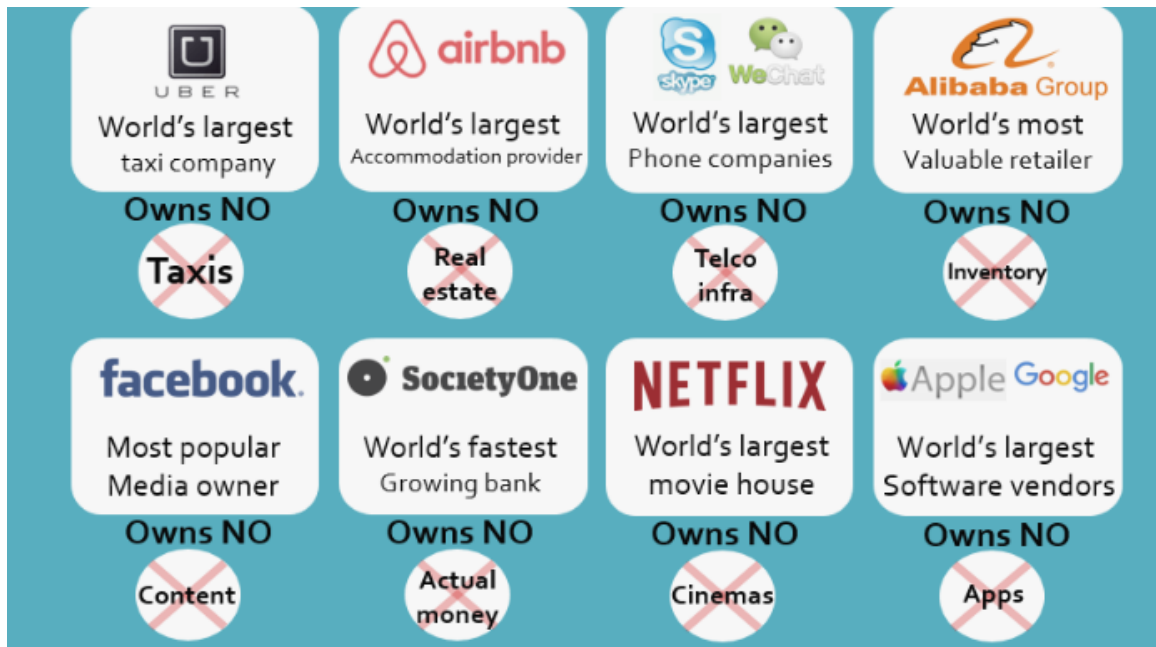 UBER
World's largest
taxi company
Owns NO
Taxis
airbnb
World's largest
Accommodation provider
Owns NO
Real
estate
skype WeChat
World's largest
Phone companies
Owns NO
Telco
infra
Alibaba Group
World's most
Valuable retailer
Owns NO
Inventory
facebook.
Most popular
Media owner
Owns NO
Content
SocietyOne
World's fastest
Growing bank
Owns NO
Actual
money
NETFLIX
World's largest
movie house
Owns NO
Cinemas
Apple Google
World's largest
Software vendors
Owns NO
Apps